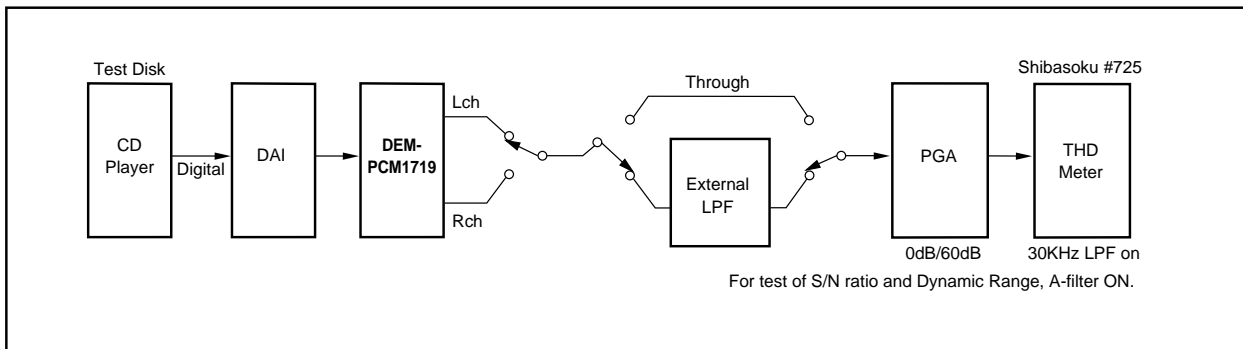 Test Disk
CD
Player
Digital
DAI
DEM-
PCM1719
Lch
Rch
Through
External
LPF
PGA
0dB/60dB
Shibasoku #725
THD
Meter
30KHz LPF on
For test of S/N ratio and Dynamic Range, A-filter ON.